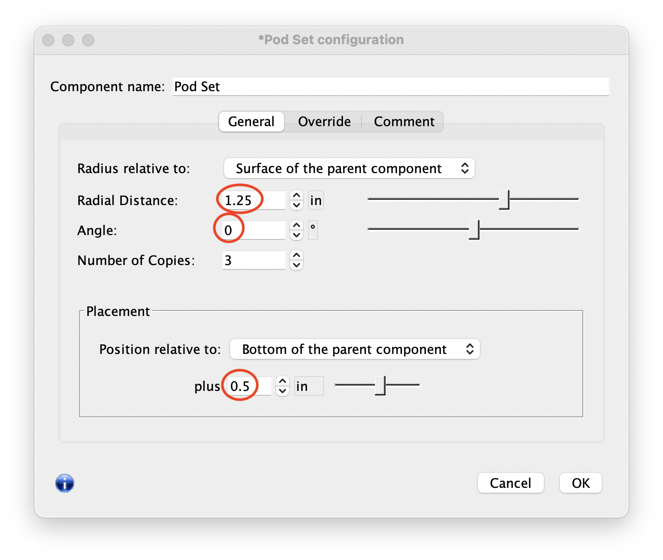 *Pod Set configuration
Component name: Pod Set
General Override Comment
Radius relative to: Surface of the parent component
Radial Distance: 1.25 in
Angle: 0 °
Number of Copies: 3
Placement
Position relative to: Bottom of the parent component
plus 0.5 in
Cancel OK